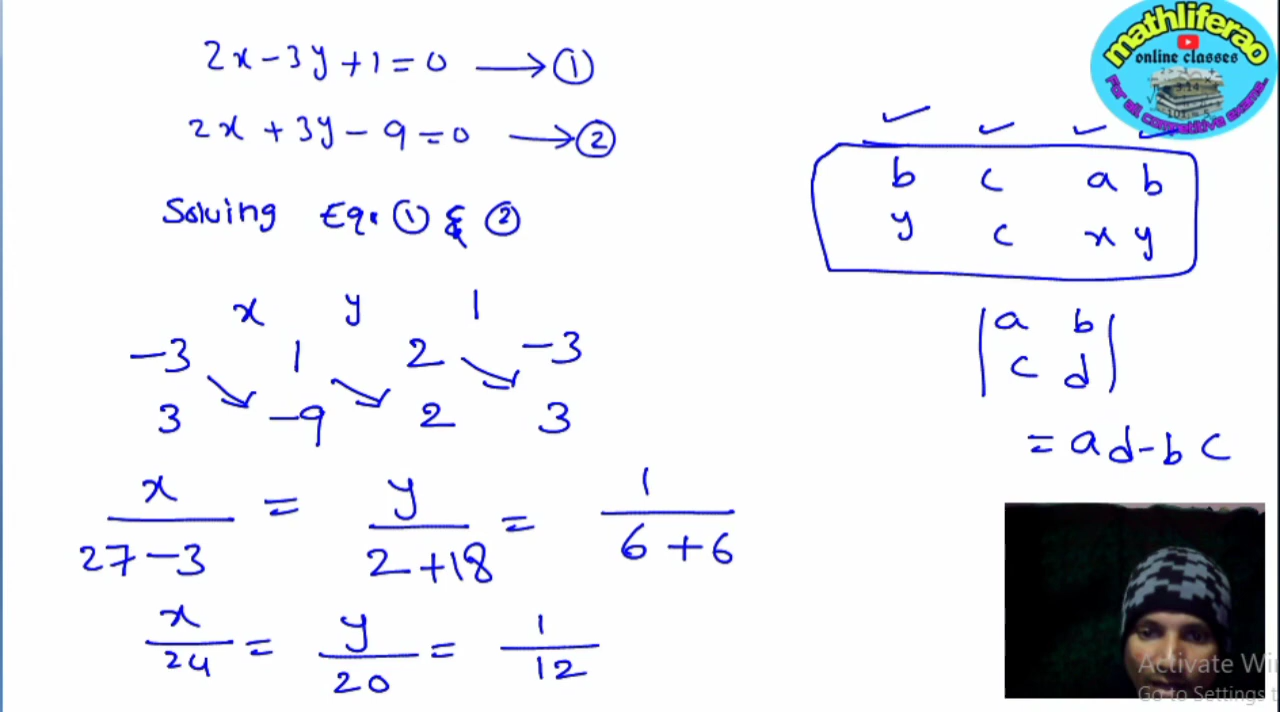 2x-3y+1=0 → ①
2x+3y-9=0 → ②
Solving Eq. ① & ②
x y 1
-3 1 2 -3
3 -9 2 3
x/27-3 = y/2+18 = 1/6+6
x/24 = y/20 = 1/12
mathliferao
online classes
For all competitive exams..
b c a b
y c x y
|a b|
|c d|
= ad-bc
Activate Wi
Go to Settings t